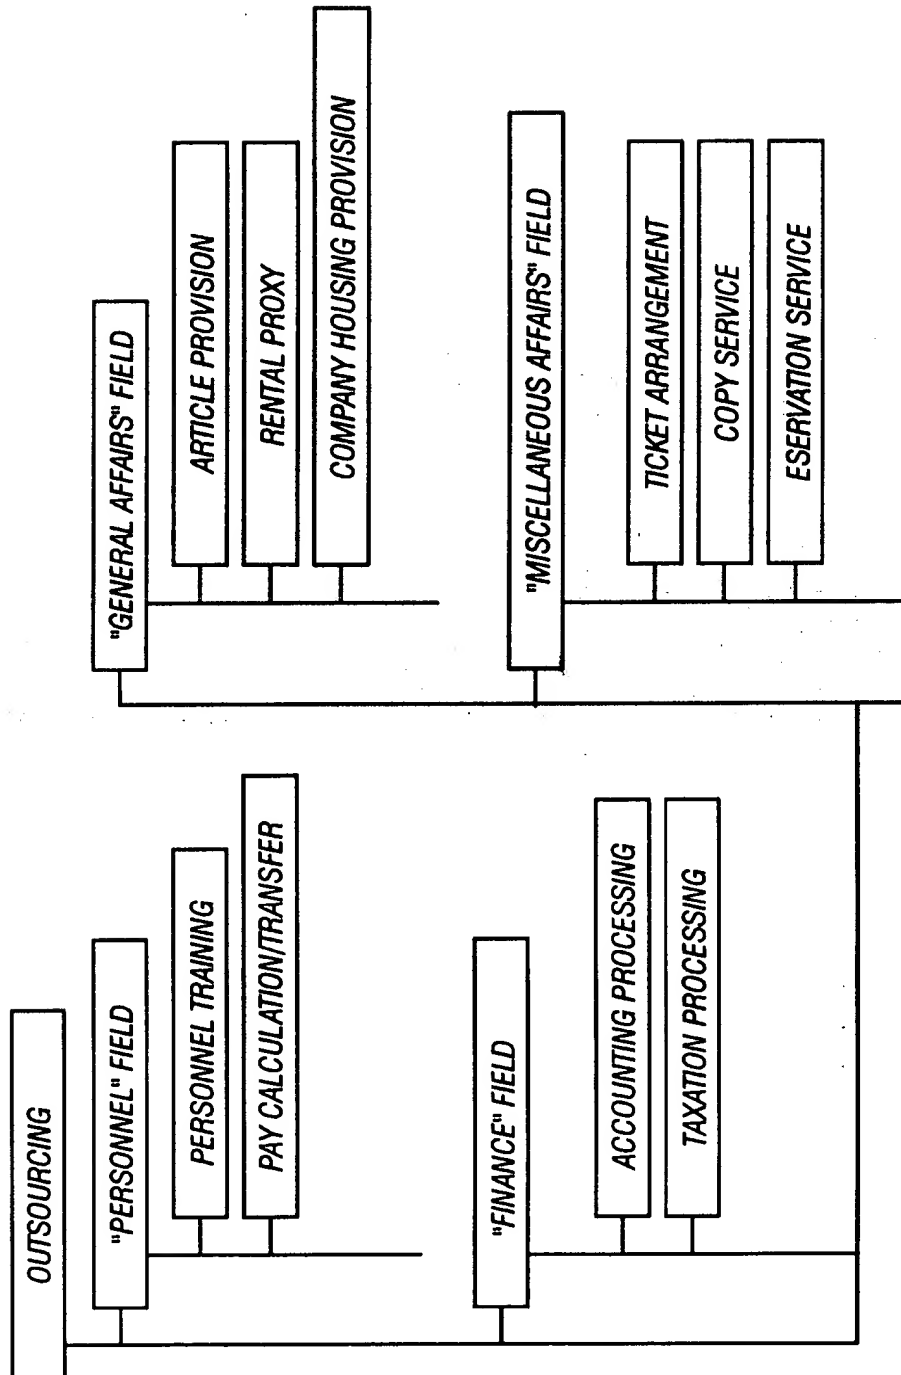 OUTSOURCING
"PERSONNEL" FIELD
PERSONNEL TRAINING
PAY CALCULATION/TRANSFER
"FINANCE" FIELD
ACCOUNTING PROCESSING
TAXATION PROCESSING
"GENERAL AFFAIRS" FIELD
ARTICLE PROVISION
RENTAL PROXY
COMPANY HOUSING PROVISION
"MISCELLANEOUS AFFAIRS" FIELD
TICKET ARRANGEMENT
COPY SERVICE
ESERVATION SERVICE